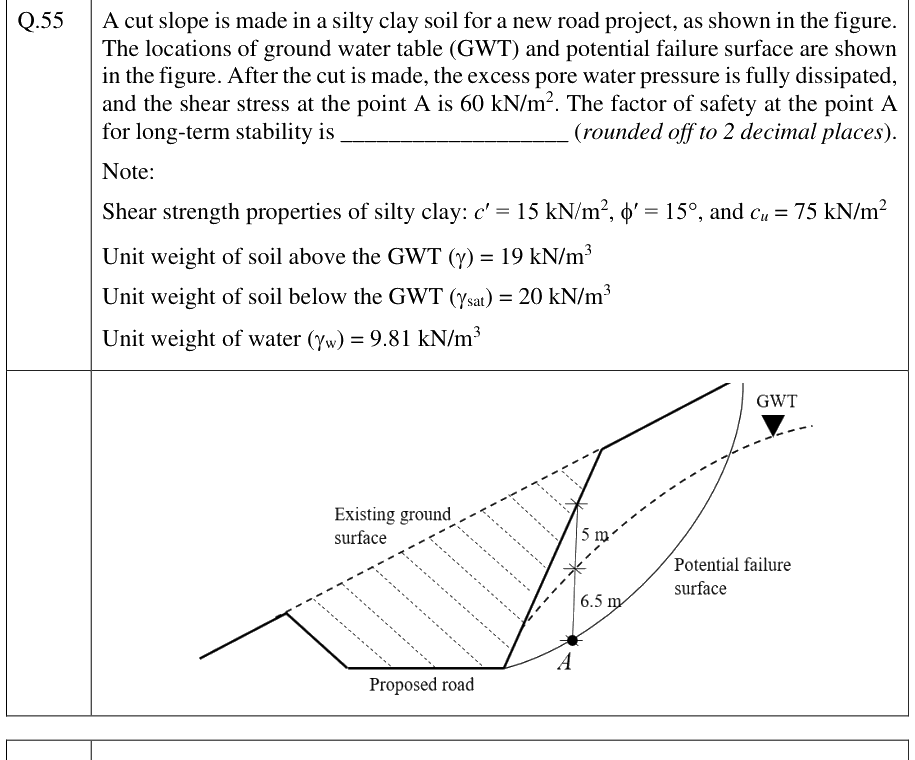 Q.55
A cut slope is made in a silty clay soil for a new road project, as shown in the figure.
The locations of ground water table (GWT) and potential failure surface are shown
in the figure. After the cut is made, the excess pore water pressure is fully dissipated,
and the shear stress at the point A is 60 kN/m². The factor of safety at the point A
for long-term stability is ____________________ (rounded off to 2 decimal places).
Note:
Shear strength properties of silty clay: c′ = 15 kN/m², ϕ′ = 15°, and cᵤ = 75 kN/m²
Unit weight of soil above the GWT (γ) = 19 kN/m³
Unit weight of soil below the GWT (γsat) = 20 kN/m³
Unit weight of water (γw) = 9.81 kN/m³
GWT
Existing ground
surface
5 m
Potential failure
surface
6.5 m
A
Proposed road